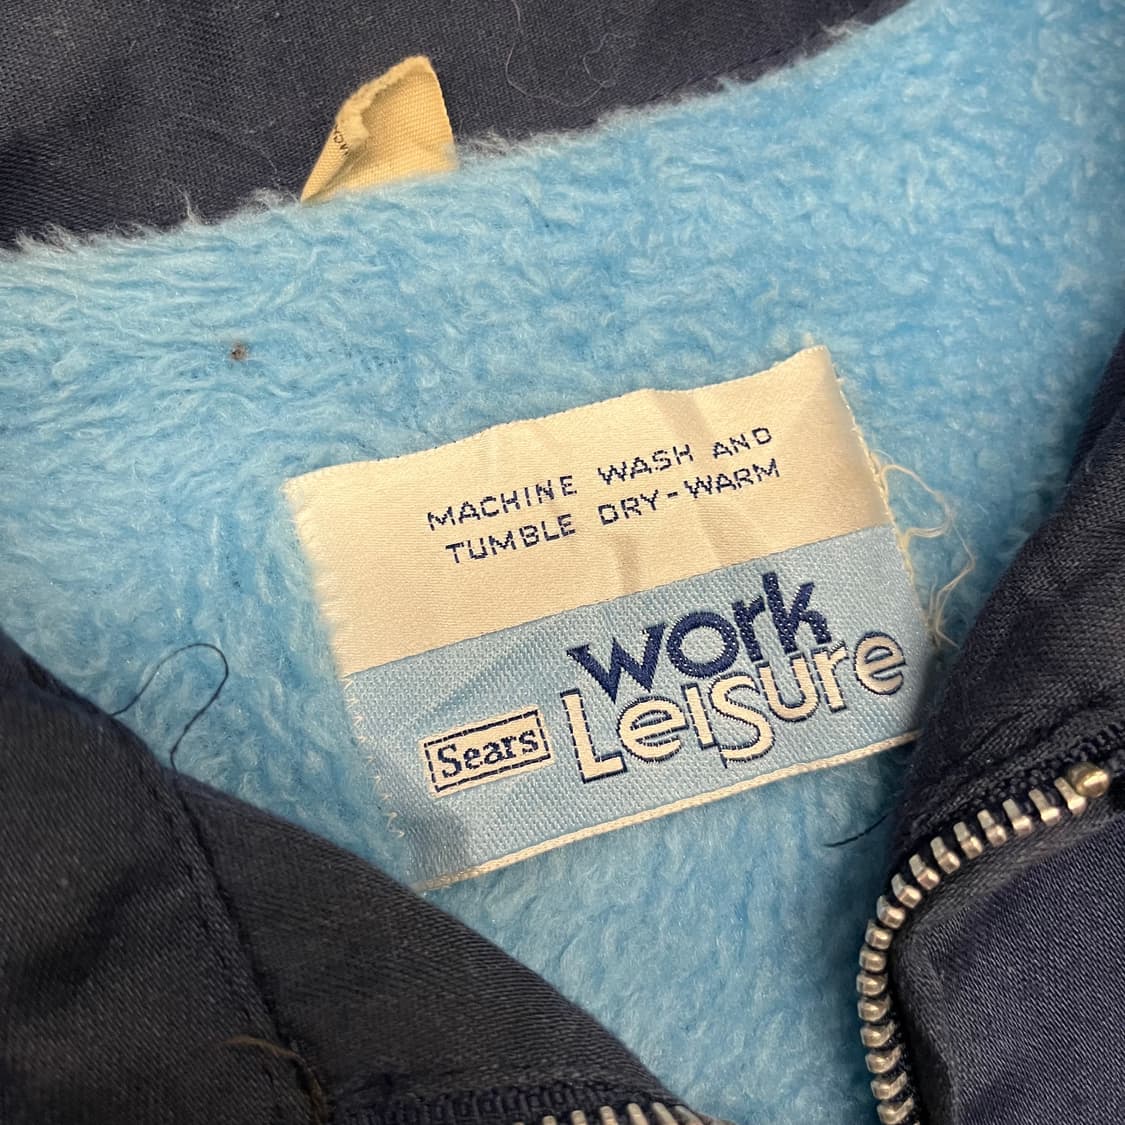 MACHINE WASH AND
TUMBLE DRY-WARM
Sears
Work
Leisure